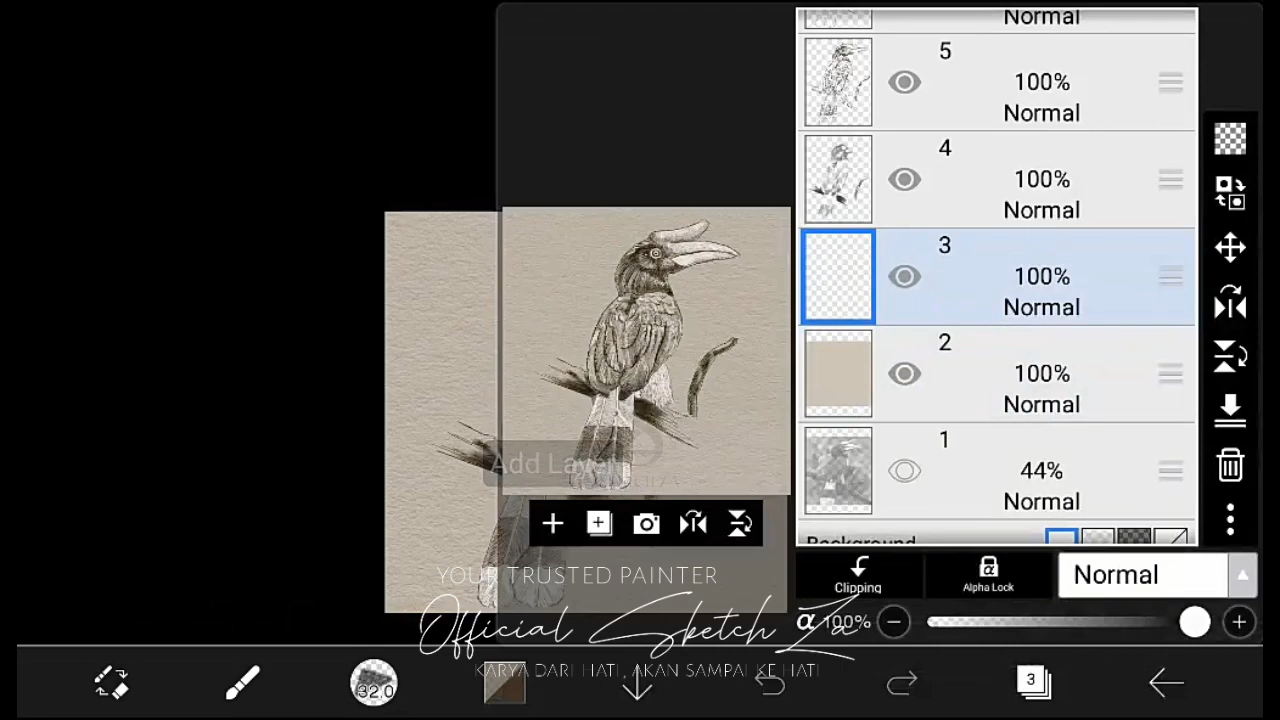 Normal
5
100%
Normal
4
100%
Normal
3
100%
Normal
2
100%
Normal
1
44%
Normal
Background
Add Layer
Clipping
α
Alpha Lock
Normal
α 100%
YOUR TRUSTED PAINTER
Official Sketch Za
KARYA DARI HATI, AKAN SAMPAI KE HATI
32.0
3